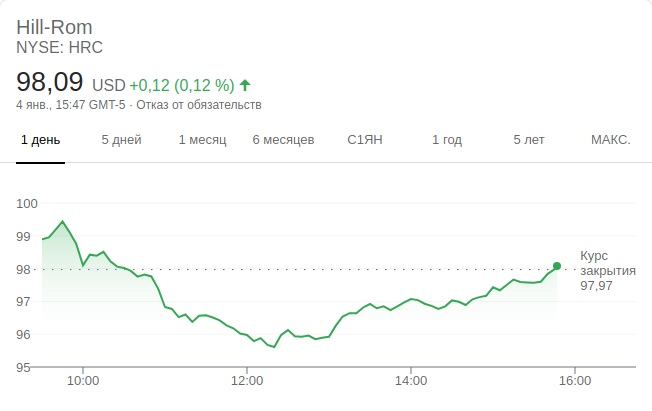 Hill-Rom
NYSE: HRC
98,09 USD +0,12 (0,12 %)
4 янв., 15:47 GMT-5 · Отказ от обязательств
1 день 5 дней 1 месяц 6 месяцев С1ЯН 1 год 5 лет МАКС.
100
99
98
97
96
95
Курс
закрытия
97,97
10:00 12:00 14:00 16:00